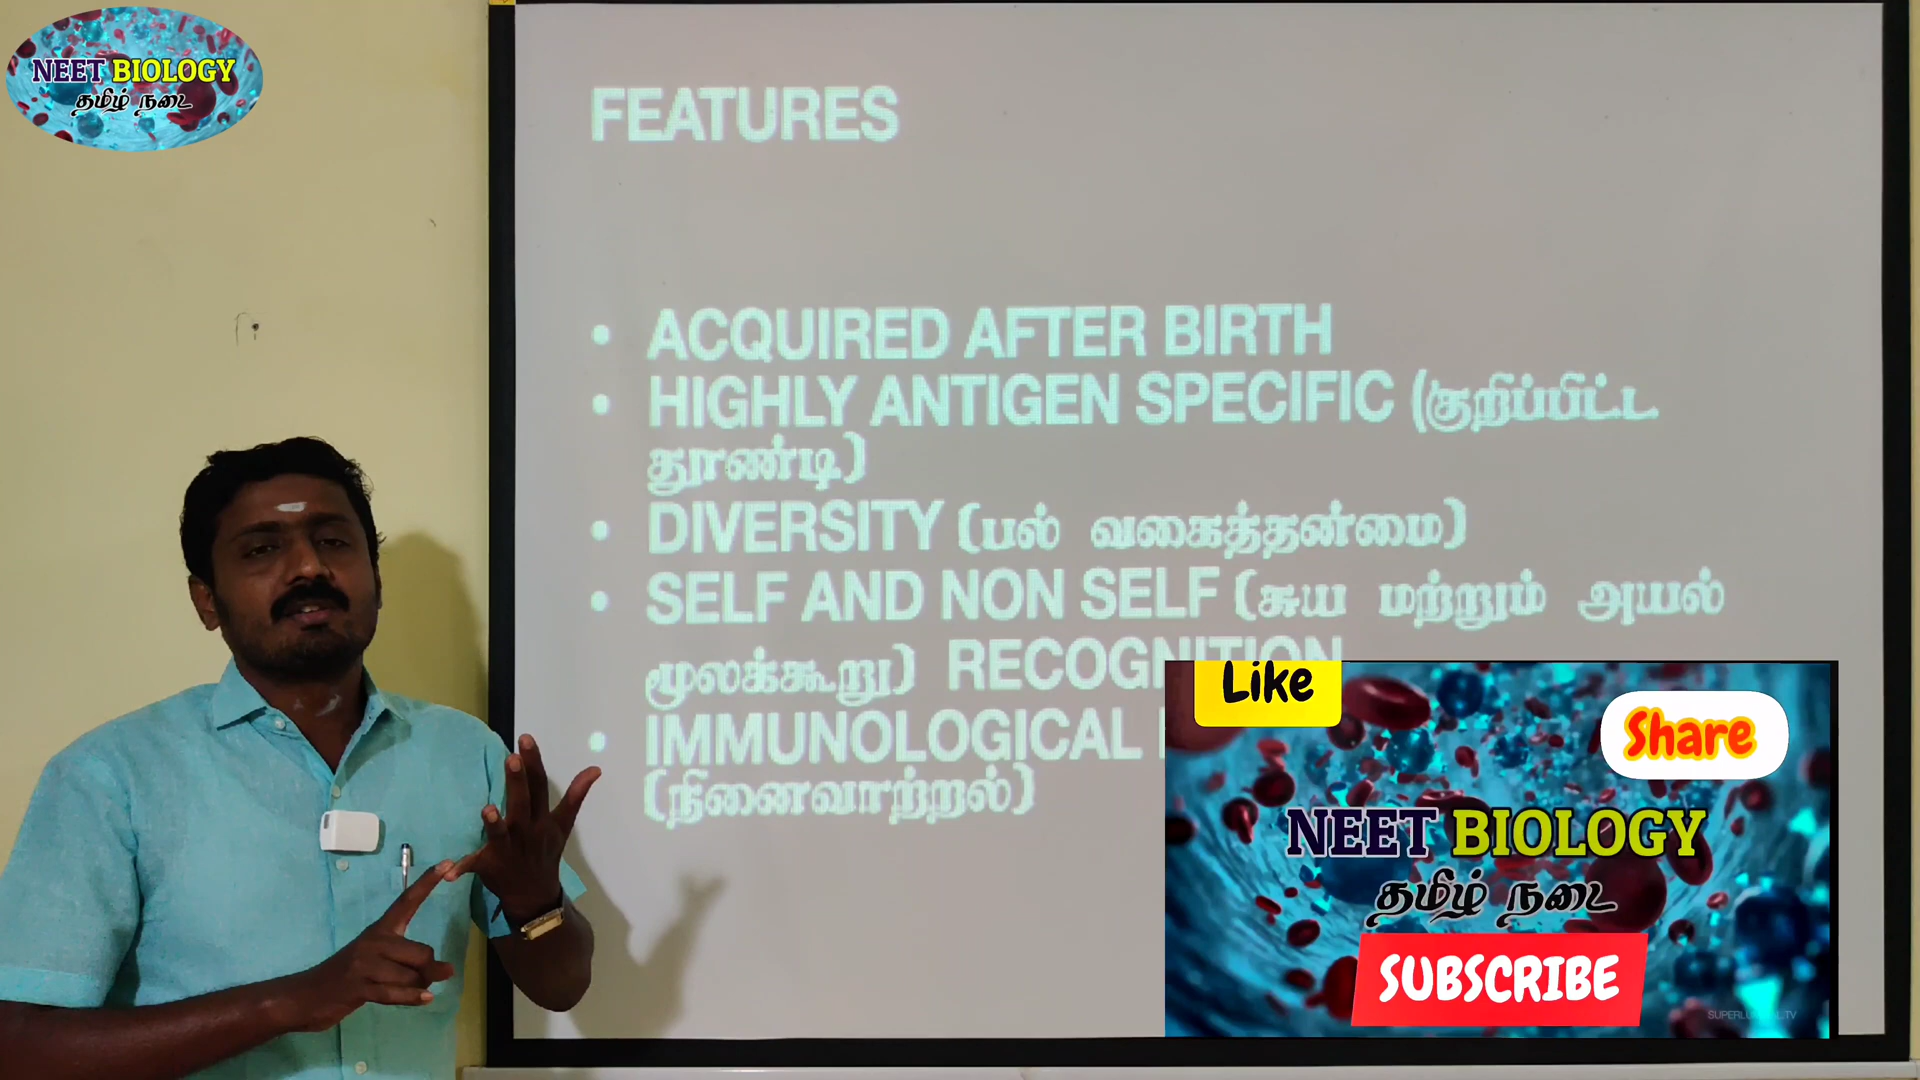 NEET BIOLOGY
தமிழ் நடை
FEATURES
• ACQUIRED AFTER BIRTH
• HIGHLY ANTIGEN SPECIFIC (குறிப்பிட்ட
தூண்டி)
• DIVERSITY (பல் வகைத்தன்மை)
• SELF AND NON SELF (சுய மற்றும் அயல்
மூலக்கூறு) RECOGNITION
• IMMUNOLOGICAL
(நினைவாற்றல்)
Like
Share
NEET BIOLOGY
தமிழ் நடை
SUBSCRIBE